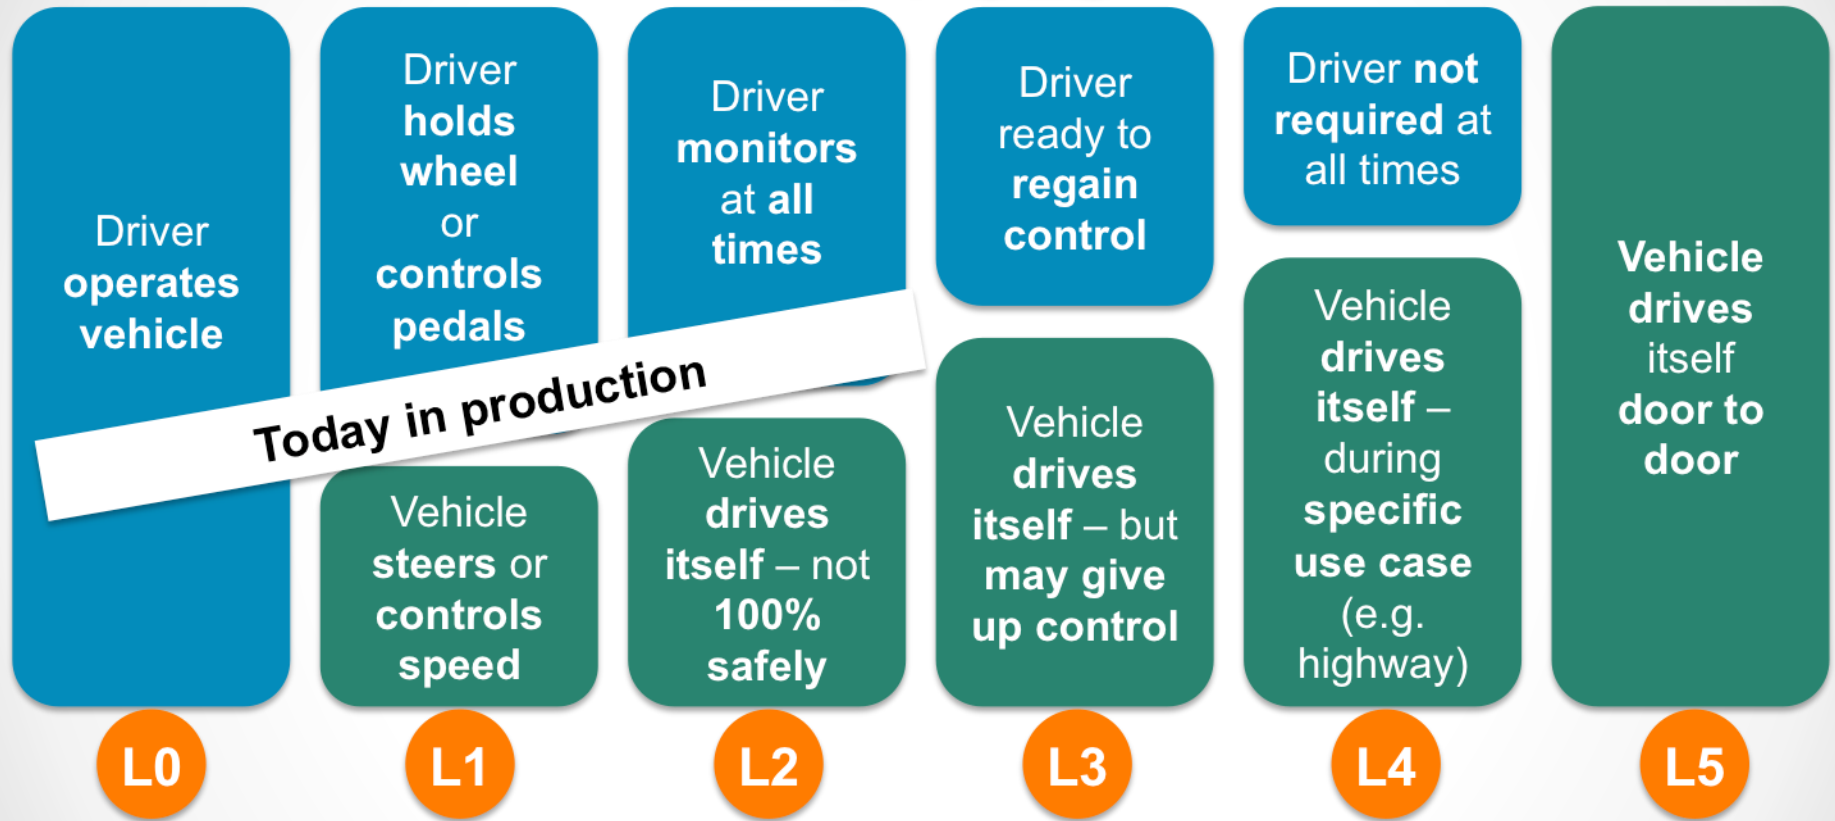 Driver
operates
vehicle
Driver
holds
wheel
or
controls
pedals
Vehicle
steers or
controls
speed
Driver
monitors
at all
times
Vehicle
drives
itself – not
100%
safely
Driver
ready to
regain
control
Vehicle
drives
itself – but
may give
up control
Driver not
required at
all times
Vehicle
drives
itself –
during
specific
use case
(e.g.
highway)
Vehicle
drives
itself
door to
door
Today in production
L0
L1
L2
L3
L4
L5